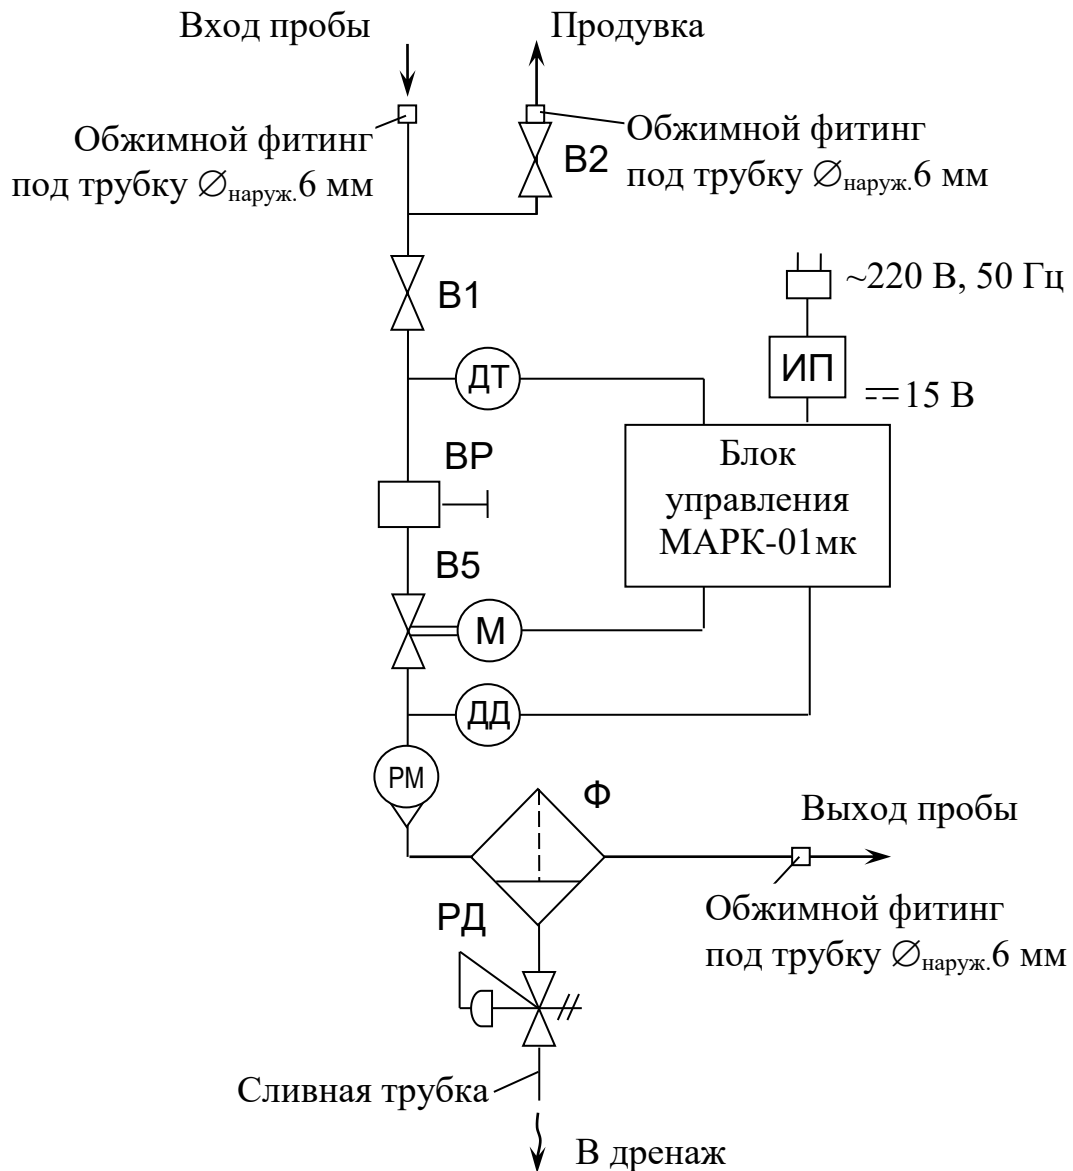 Вход пробы
Продувка
Обжимной фитинг
под трубку ∅наруж.6 мм
В2
Обжимной фитинг
под трубку ∅наруж.6 мм
В1
~220 В, 50 Гц
ИП
15 В
ДТ
ВР
Блок
управления
МАРК-01мк
В5
М
ДД
РМ
Ф
Выход пробы
Обжимной фитинг
под трубку ∅наруж.6 мм
РД
Сливная трубка
В дренаж